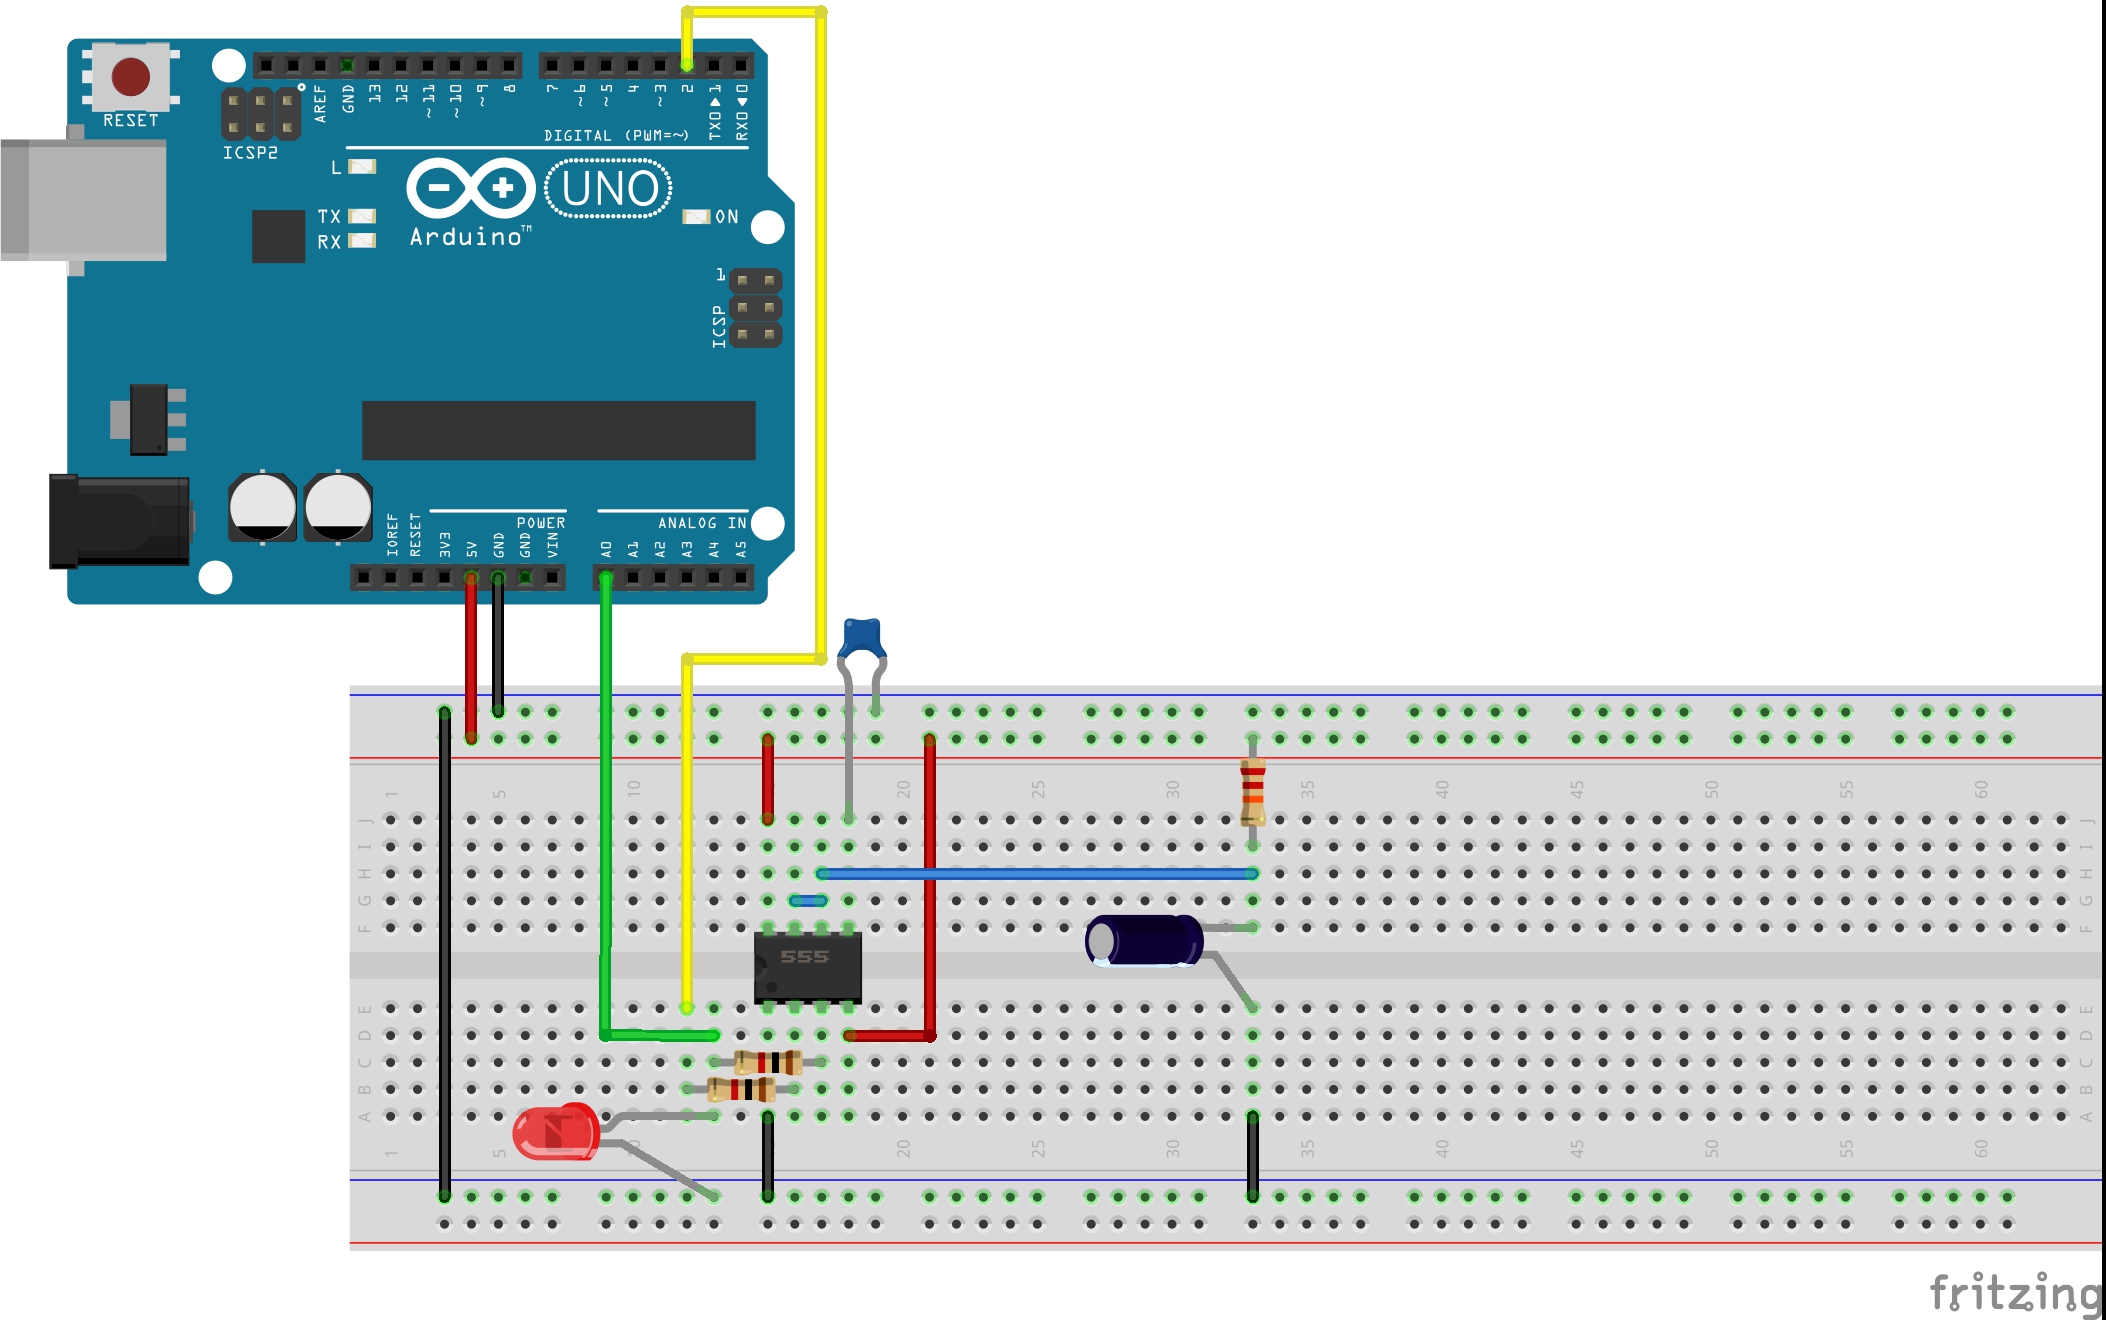 RESET
ICSP2
AREF
GND
13
12
~11
~10
~9
8
7
~6
~5
4
~3
2
TX0▶1
RX0◀0
DIGITAL (PWM=~)
L
TX
RX
UNO
Arduino™
ON
1
ICSP
IOREF
RESET
3V3
5V
GND
GND
VIN
POWER
A0
A1
A2
A3
A4
A5
ANALOG IN
1 5 10 20 25 30 35 40 45 50 55 60
J J
I I
H H
G G
F F
555
E E
D D
C C
B B
A A
1 5 20 25 30 35 40 45 50 55 60
fritzing